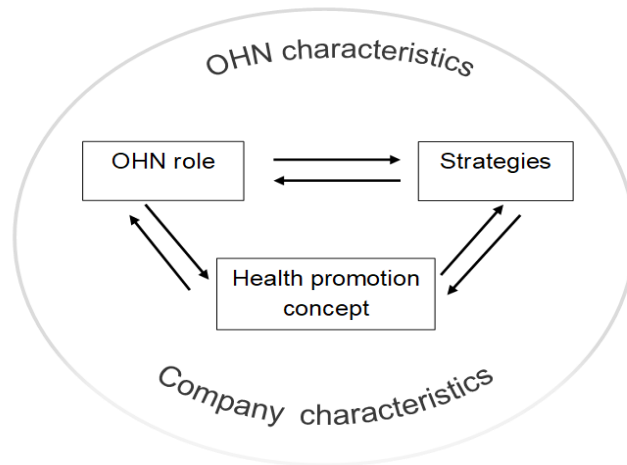 OHN characteristics
OHN role
Strategies
Health promotion
concept
Company characteristics